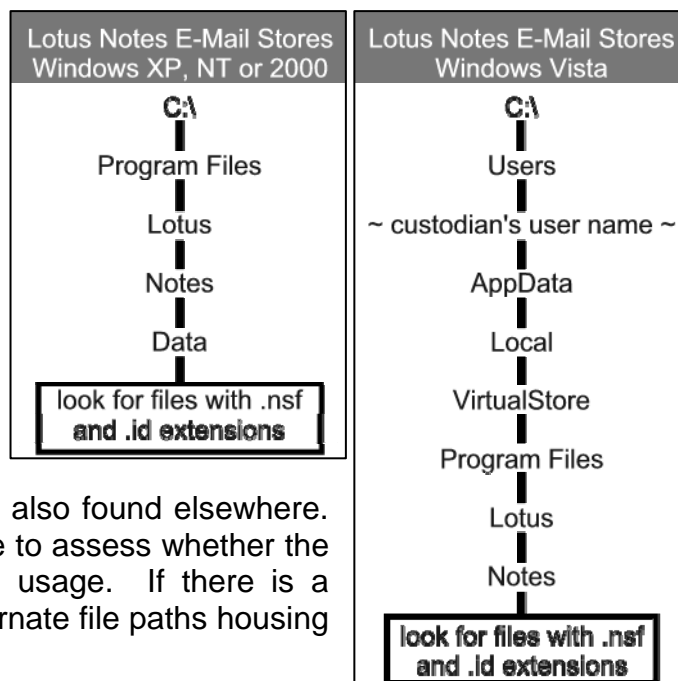 Lotus Notes E-Mail Stores
Windows XP, NT or 2000
C:\
Program Files
Lotus
Notes
Data
look for files with .nsf
and .id extensions
Lotus Notes E-Mail Stores
Windows Vista
C:\
Users
~ custodian's user name ~
AppData
Local
VirtualStore
Program Files
Lotus
Notes
look for files with .nsf
and .id extensions
also found elsewhere.
to assess whether the
usage. If there is a
file paths housing